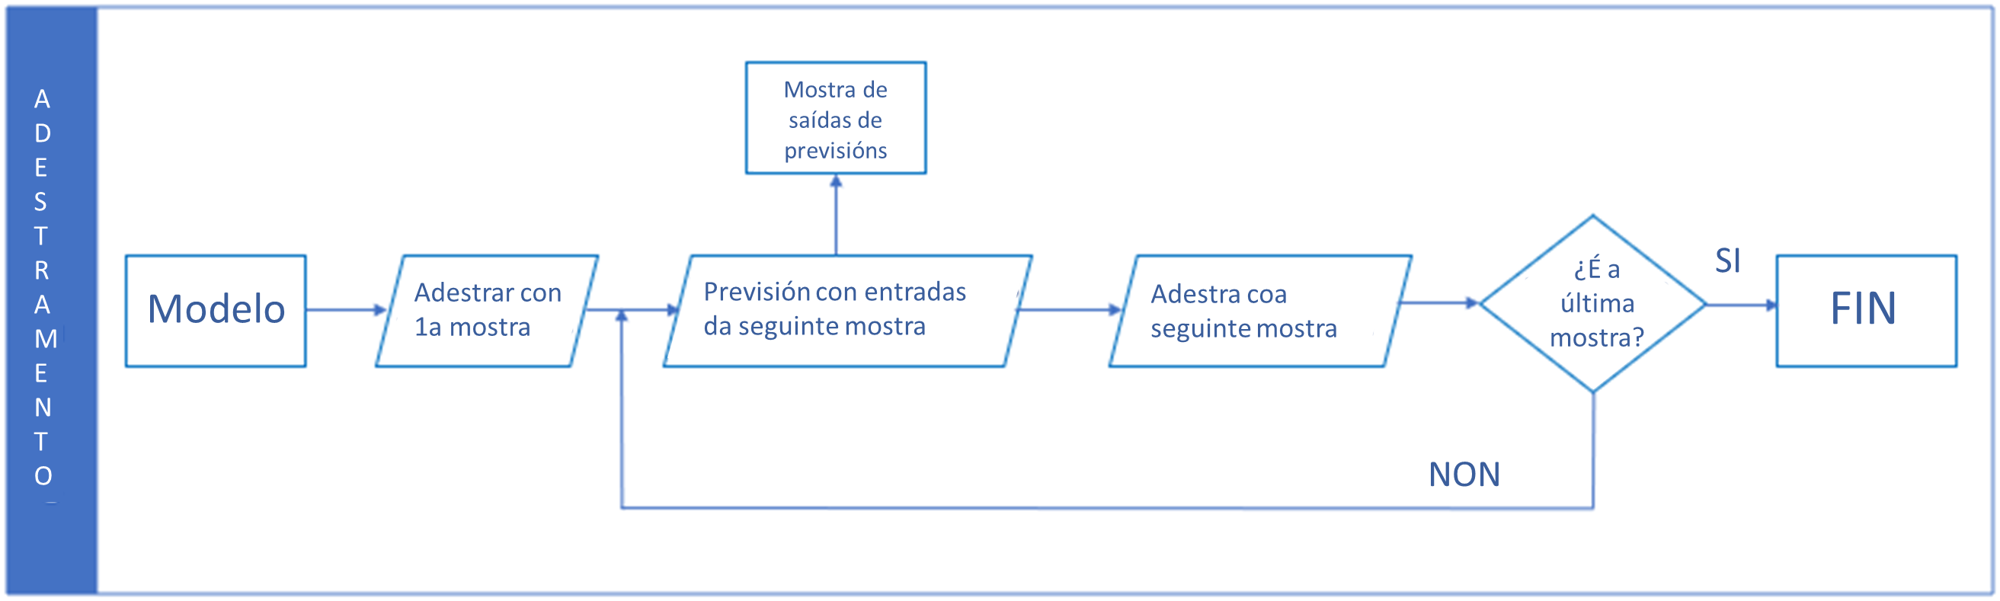 ADESTRAMENTO
Mostra de
saídas de
previsións
Modelo
Adestrar con
1a mostra
Previsión con entradas
da seguinte mostra
Adestra coa
seguinte mostra
¿É a
última
mostra?
SI
FIN
NON